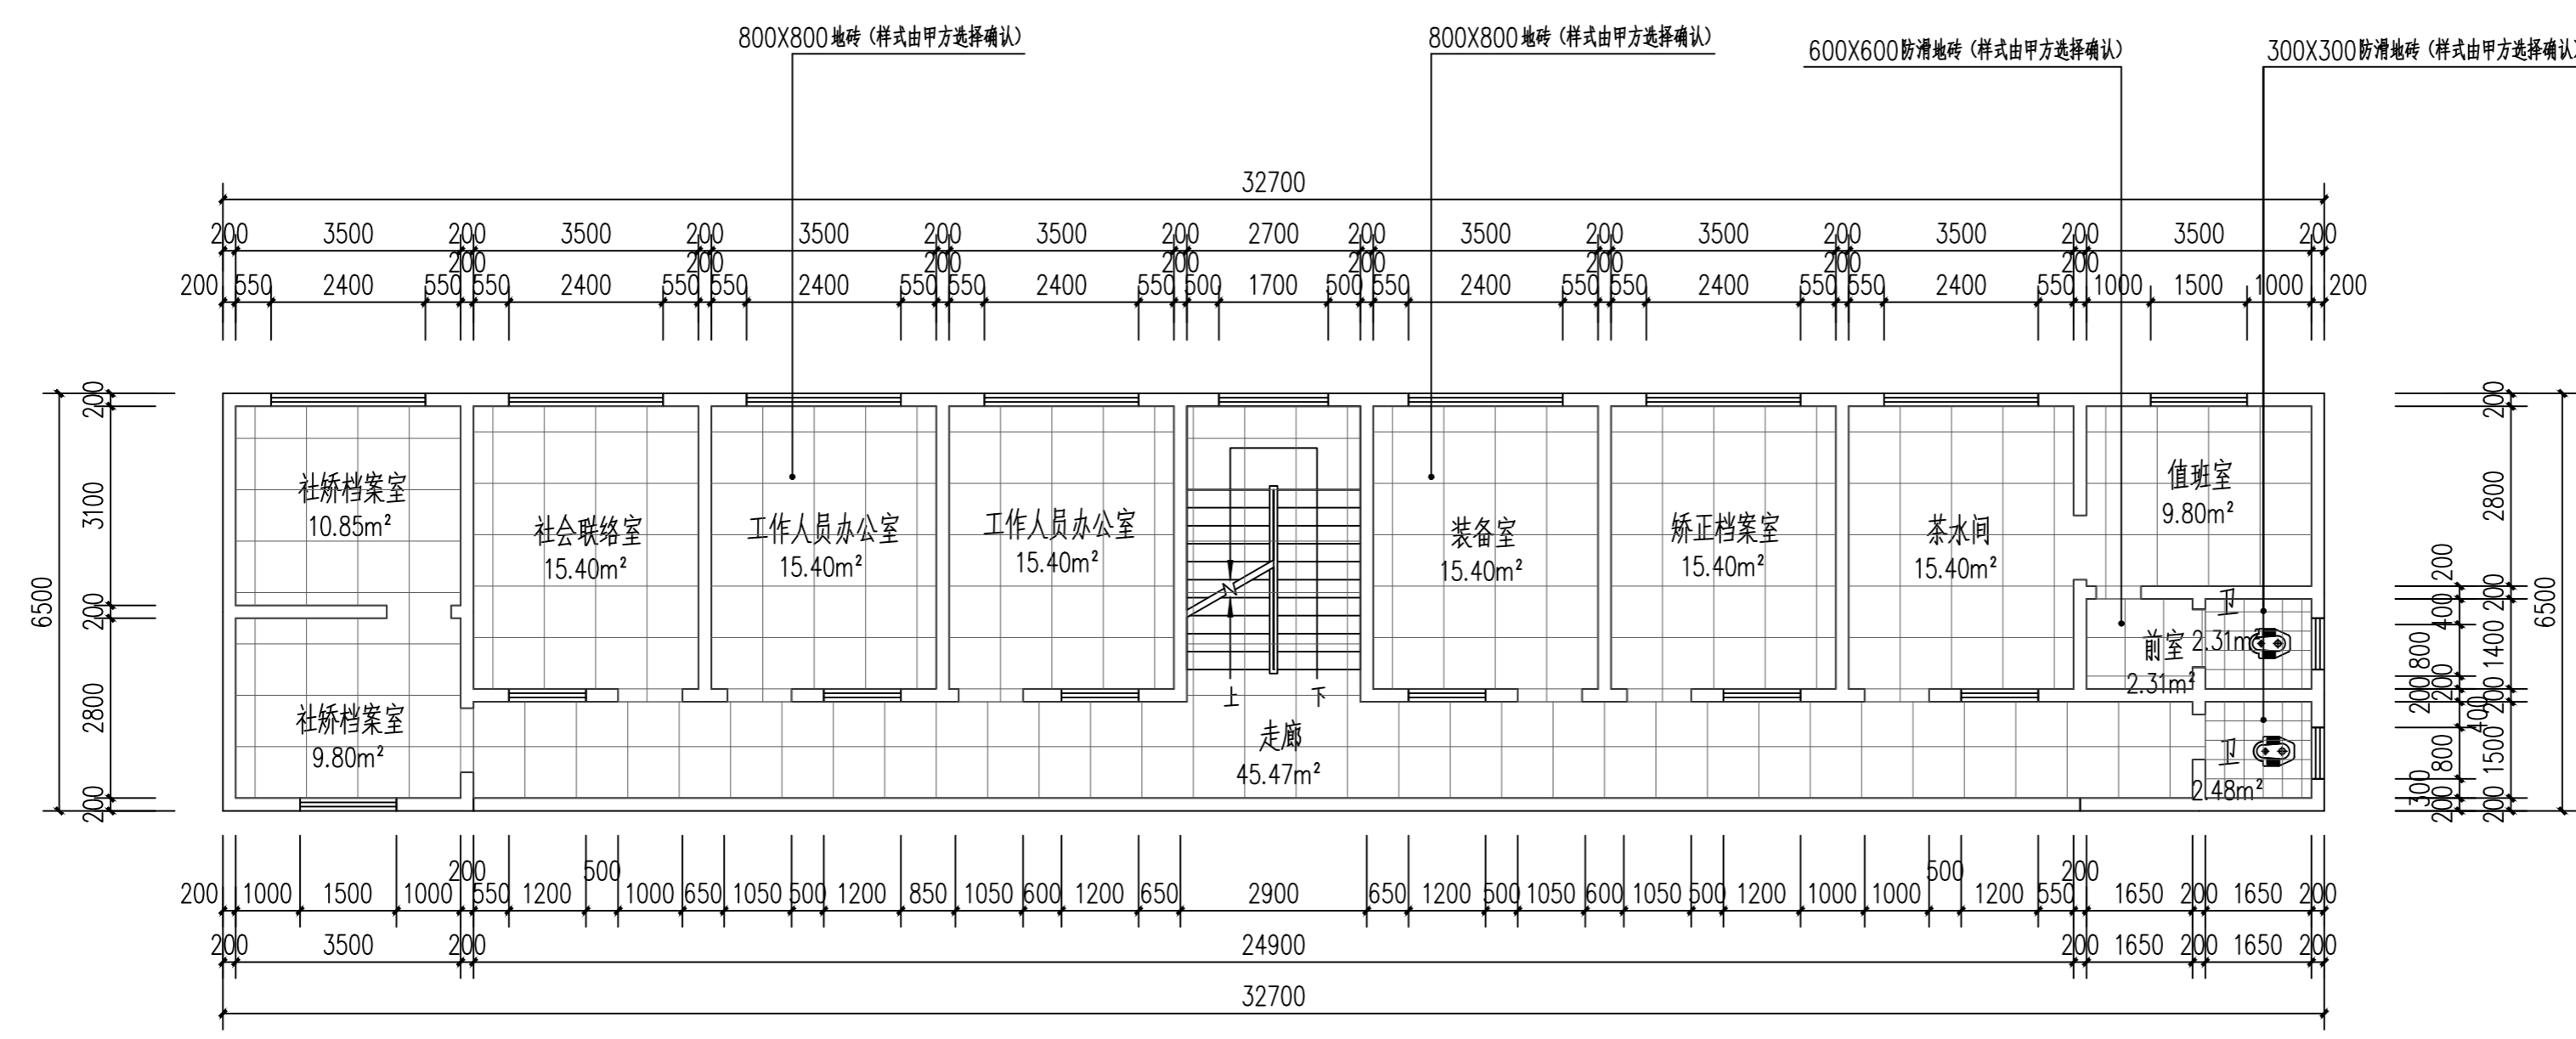 800X800地砖（样式由甲方选择确认）
800X800地砖（样式由甲方选择确认）
600X600防滑地砖（样式由甲方选择确认）
300X300防滑地砖（样式由甲方选择确认）
32700
200 3500 200 3500 200 3500 200 3500 200 2700 200 3500 200 3500 200 3500 200 3500 200
200 200 200 200 200 200 200 200
200 550 2400 550 550 2400 550 550 2400 550 550 2400 550 500 1700 500 550 2400 550 550 2400 550 550 2400 550 1000 1500 1000 200
6500
200
3100
200
2800
200
社矫档案室
10.85m²
社矫档案室
9.80m²
社会联络室
15.40m²
工作人员办公室
15.40m²
工作人员办公室
15.40m²
上
下
走廊
45.47m²
装备室
15.40m²
矫正档案室
15.40m²
茶水间
15.40m²
值班室
9.80m²
卫
2.31m²
前室
2.31m²
卫
2.48m²
200
800
200
300
200
400
200
800
200
400
200
2800
200
1400
200
1500
200
6500
200 500 500 200
200 1000 1500 1000 550 1200 1000 650 1050 500 1200 850 1050 600 1200 650 2900 650 1200 500 1050 600 1050 500 1200 1000 1000 1200 550 1650 200 1650 200
200 3500 200 24900 200 1650 200 1650 200
32700